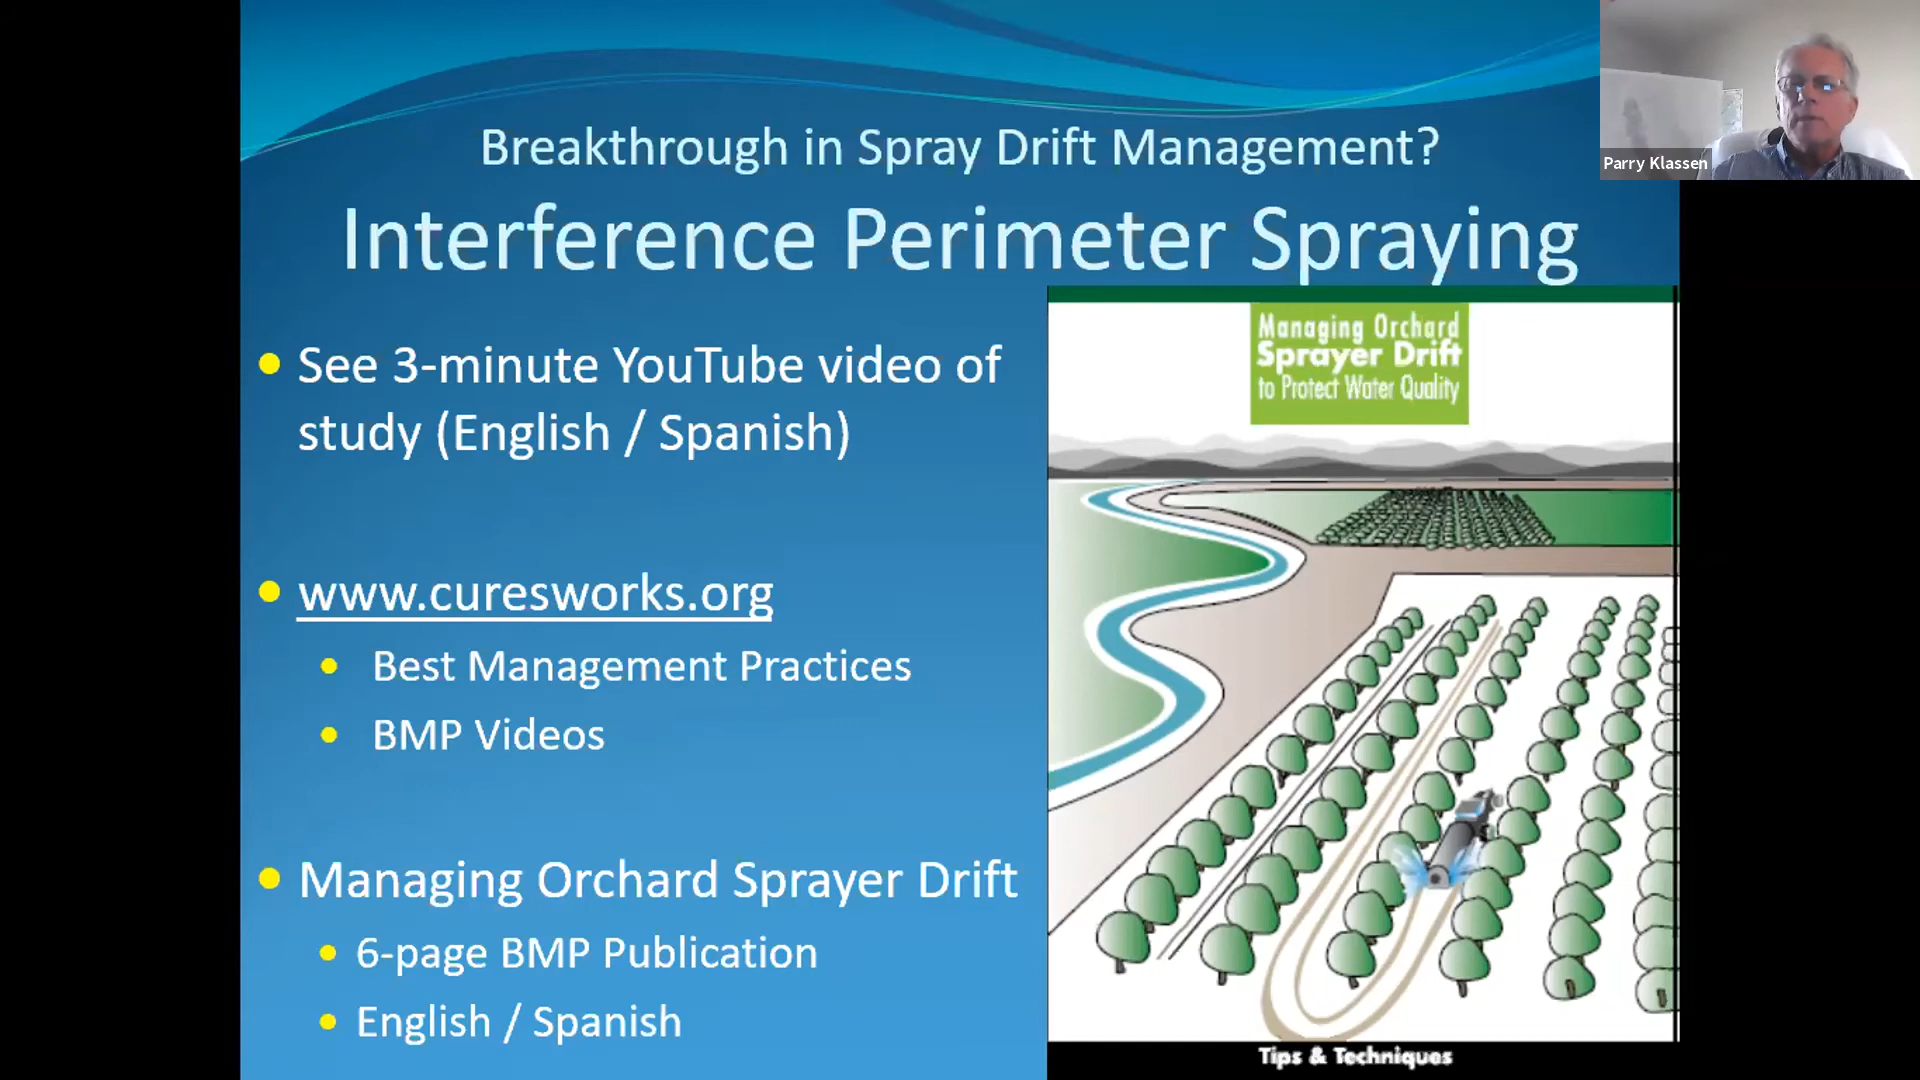 Breakthrough in Spray Drift Management?
Interference Perimeter Spraying
See 3-minute YouTube video of
study (English / Spanish)
www.curesworks.org
Best Management Practices
BMP Videos
Managing Orchard Sprayer Drift
6-page BMP Publication
English / Spanish
Managing Orchard
Sprayer Drift
to Protect Water Quality
Tips & Techniques
Parry Klassen